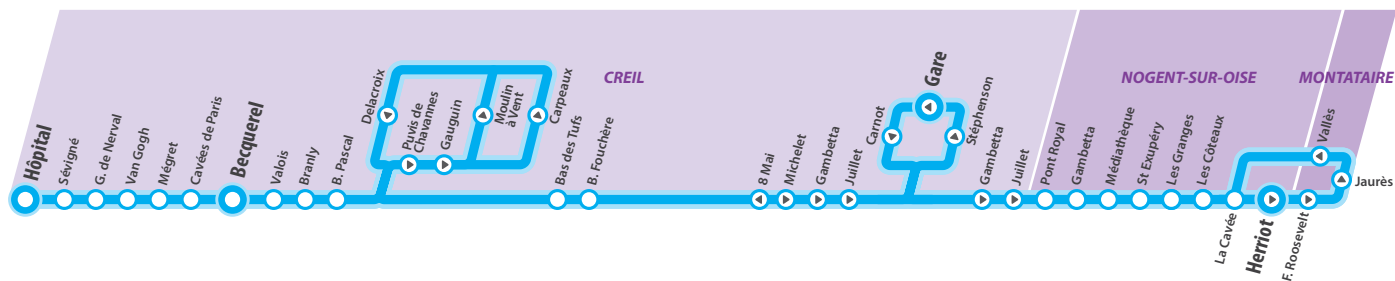 CREIL
NOGENT-SUR-OISE
MONTATAIRE
Hôpital
Sévigné
G. de Nerval
Van Gogh
Mégret
Cavées de Paris
Becquerel
Valois
Branly
B. Pascal
Delacroix
Puvis de
Chavannes
Gauguin
Moulin
à Vent
Carpeaux
Bas des Tufs
B. Fouchère
8 Mai
Michelet
Gambetta
Juillet
Carnot
Gare
Stéphenson
Gambetta
Juillet
Pont Royal
Gambetta
Médiathèque
St Exupéry
Les Granges
Les Côteaux
La Cavée
Herriot
F. Roosevelt
Jaurès
Vallès